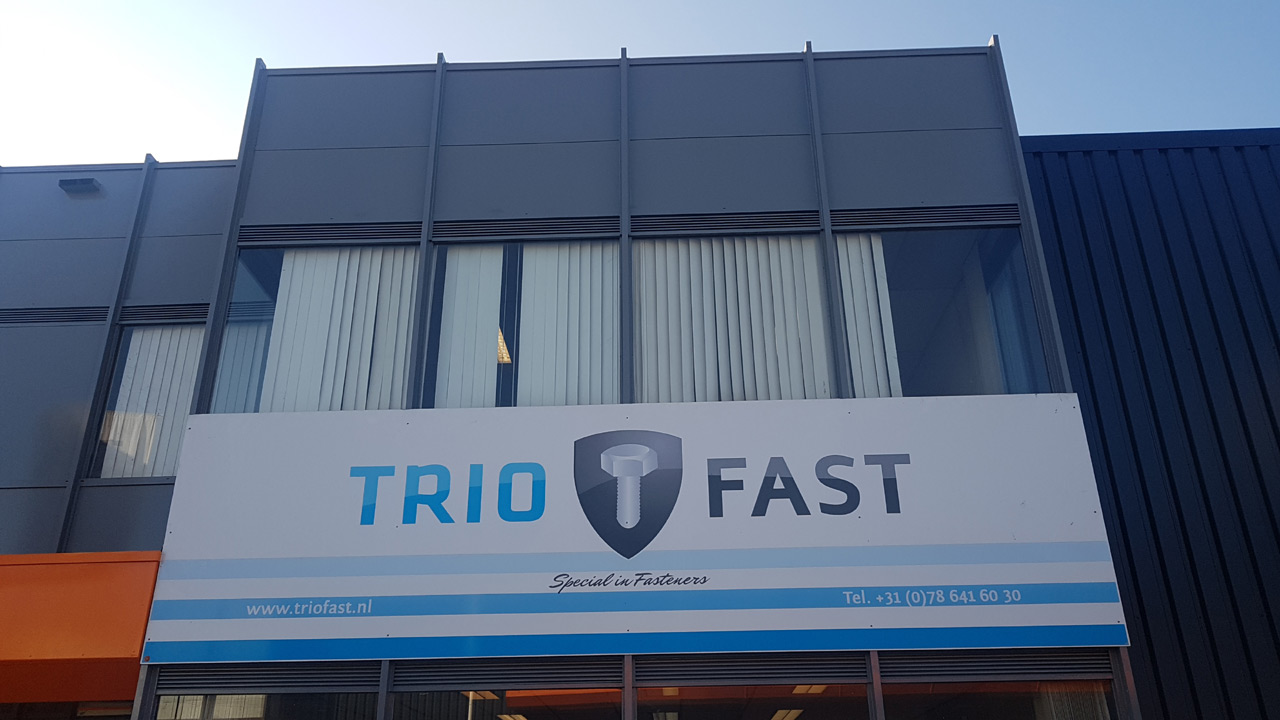 TRIO FAST
Special in Fasteners
www.triofast.nl
Tel. +31 (0)78 641 60 30